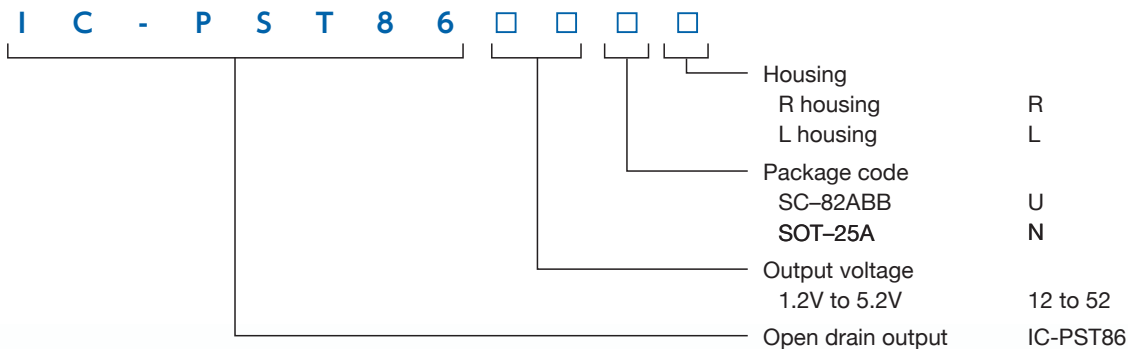 I C - P S T 8 6 □ □ □ □
Housing
R housing R
L housing L
Package code
SC–82ABB U
SOT–25A N
Output voltage
1.2V to 5.2V 12 to 52
Open drain output IC-PST86